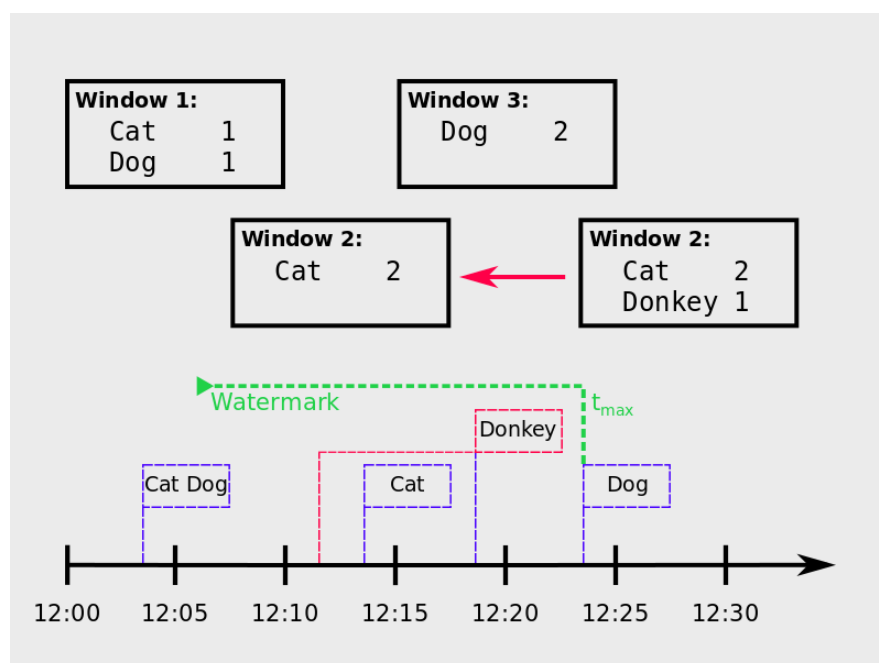 Window 1:
Cat 1
Dog 1
Window 3:
Dog 2
Window 2:
Cat 2
Window 2:
Cat 2
Donkey 1
Watermark
tmax
Donkey
Cat Dog
Cat
Dog
12:00 12:05 12:10 12:15 12:20 12:25 12:30